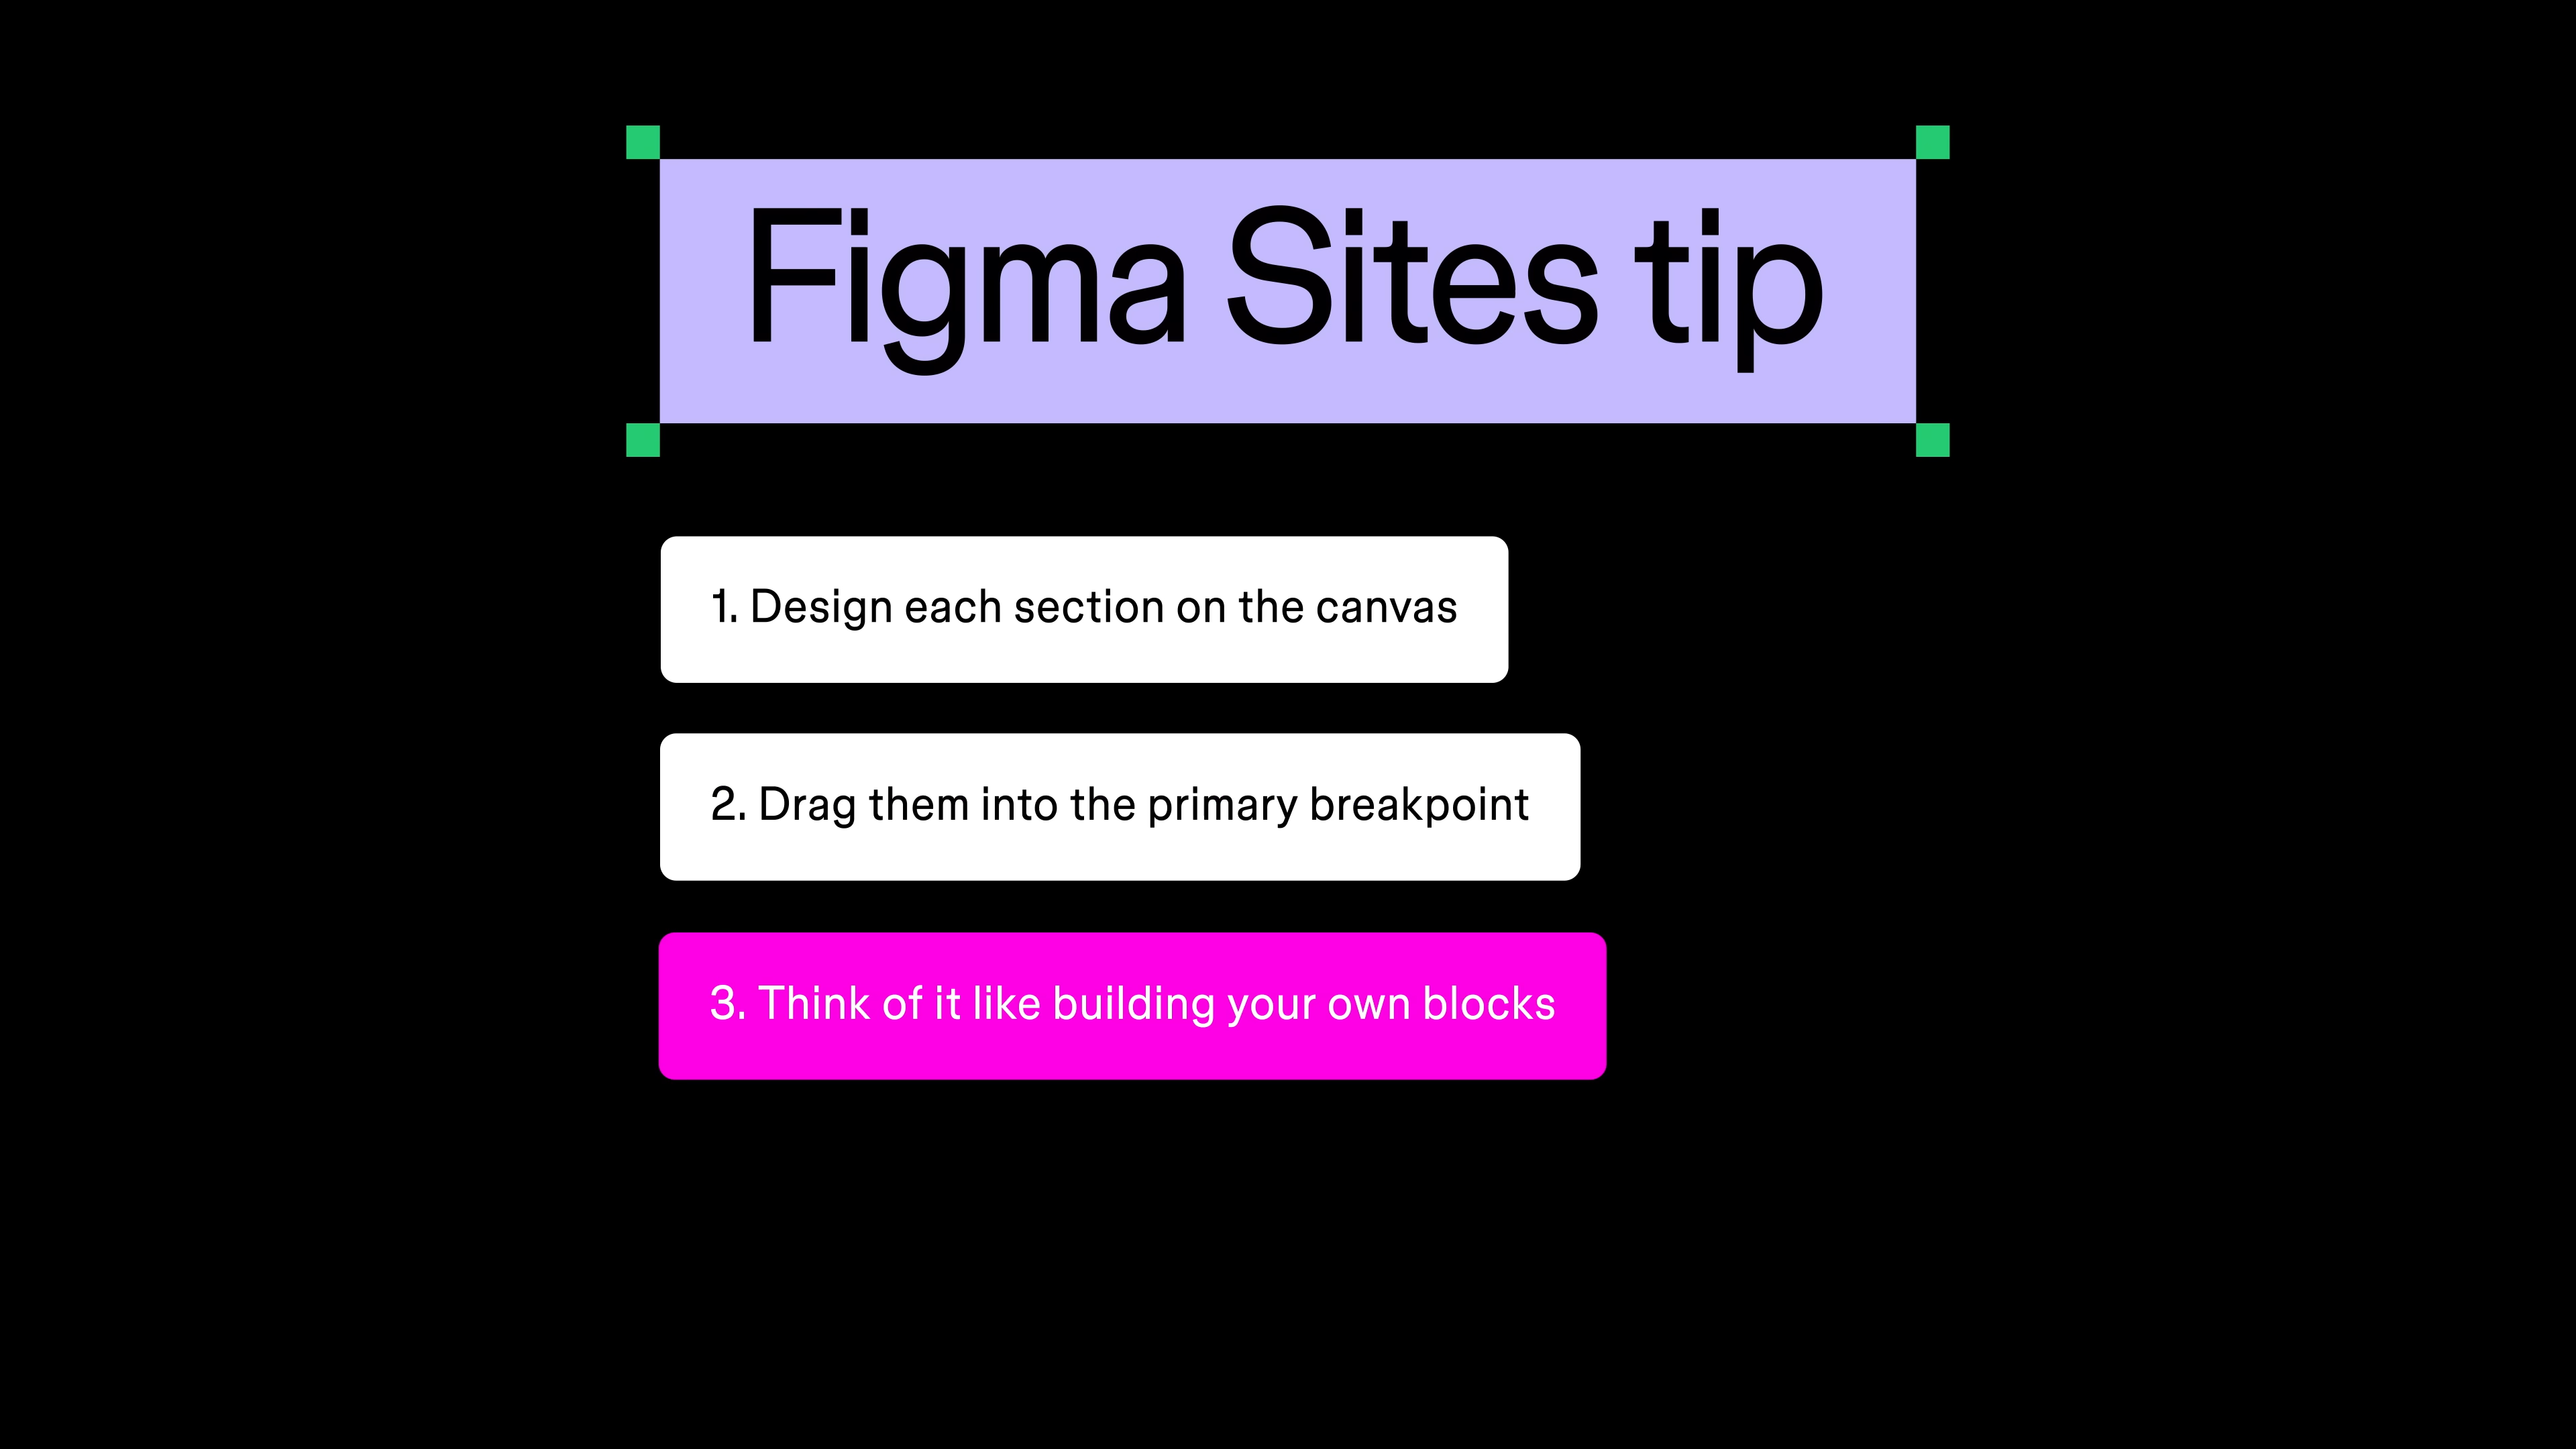 Figma Sites tip
1. Design each section on the canvas
2. Drag them into the primary breakpoint
3. Think of it like building your own blocks